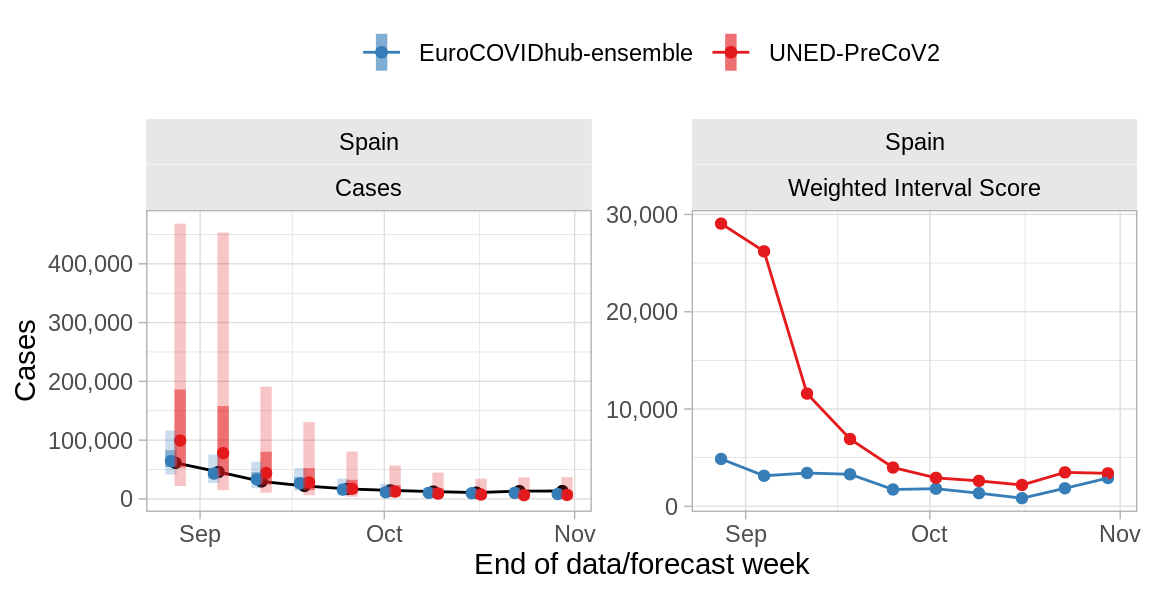 EuroCOVIDhub-ensemble UNED-PreCoV2
Spain Spain
Cases Weighted Interval Score
Cases
400,000
300,000
200,000
100,000
0
30,000
20,000
10,000
0
Sep Oct Nov Sep Oct Nov
End of data/forecast week